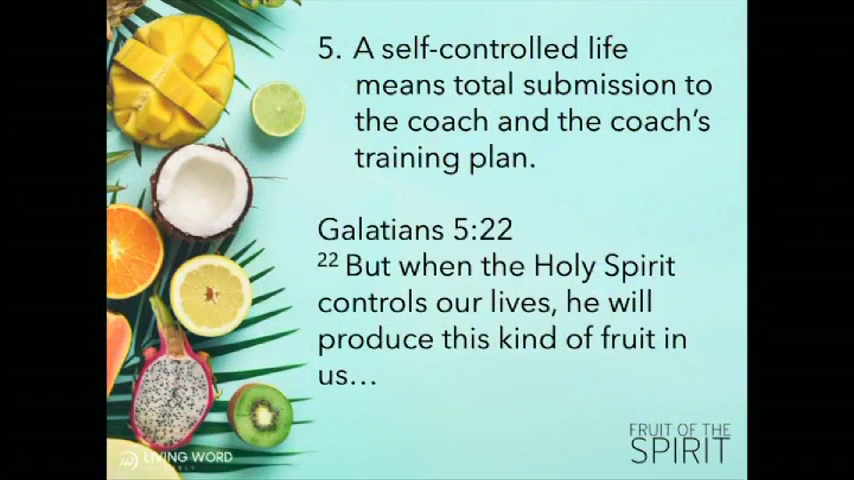 5. A self-controlled life
means total submission to
the coach and the coach's
training plan.
Galatians 5:22
22 But when the Holy Spirit
controls our lives, he will
produce this kind of fruit in
us...
FRUIT OF THE
SPIRIT
LIVING WORD